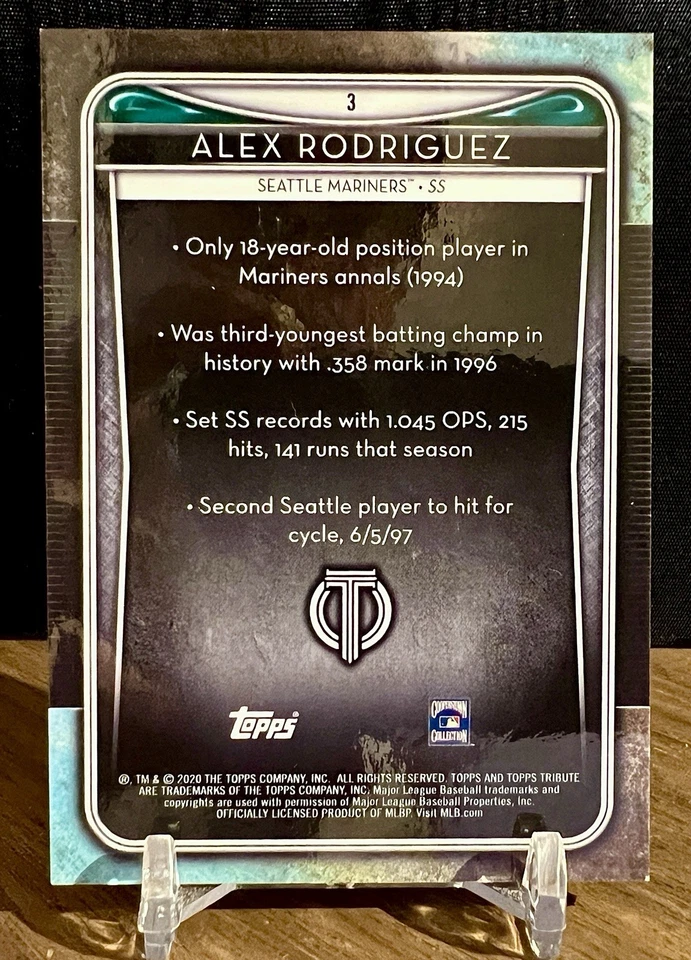 3
ALEX RODRIGUEZ
SEATTLE MARINERS™ • SS
• Only 18-year-old position player in
Mariners annals (1994)
• Was third-youngest batting champ in
history with .358 mark in 1996
• Set SS records with 1.045 OPS, 215
hits, 141 runs that season
• Second Seattle player to hit for
cycle, 6/5/97
T
Topps®
COOPERSTOWN
COLLECTION
®, TM & © 2020 THE TOPPS COMPANY, INC. ALL RIGHTS RESERVED. TOPPS AND TOPPS TRIBUTE
ARE TRADEMARKS OF THE TOPPS COMPANY, INC. Major League Baseball trademarks and
copyrights are used with permission of Major League Baseball Properties, Inc.
OFFICIALLY LICENSED PRODUCT OF MLBP. Visit MLB.com